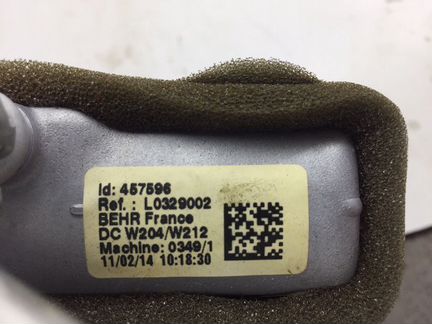 Id: 457596
Ref. : L0329002
BEHR France
DC W204/W212
Machine: 0349/1
11/02/14 10:18:30